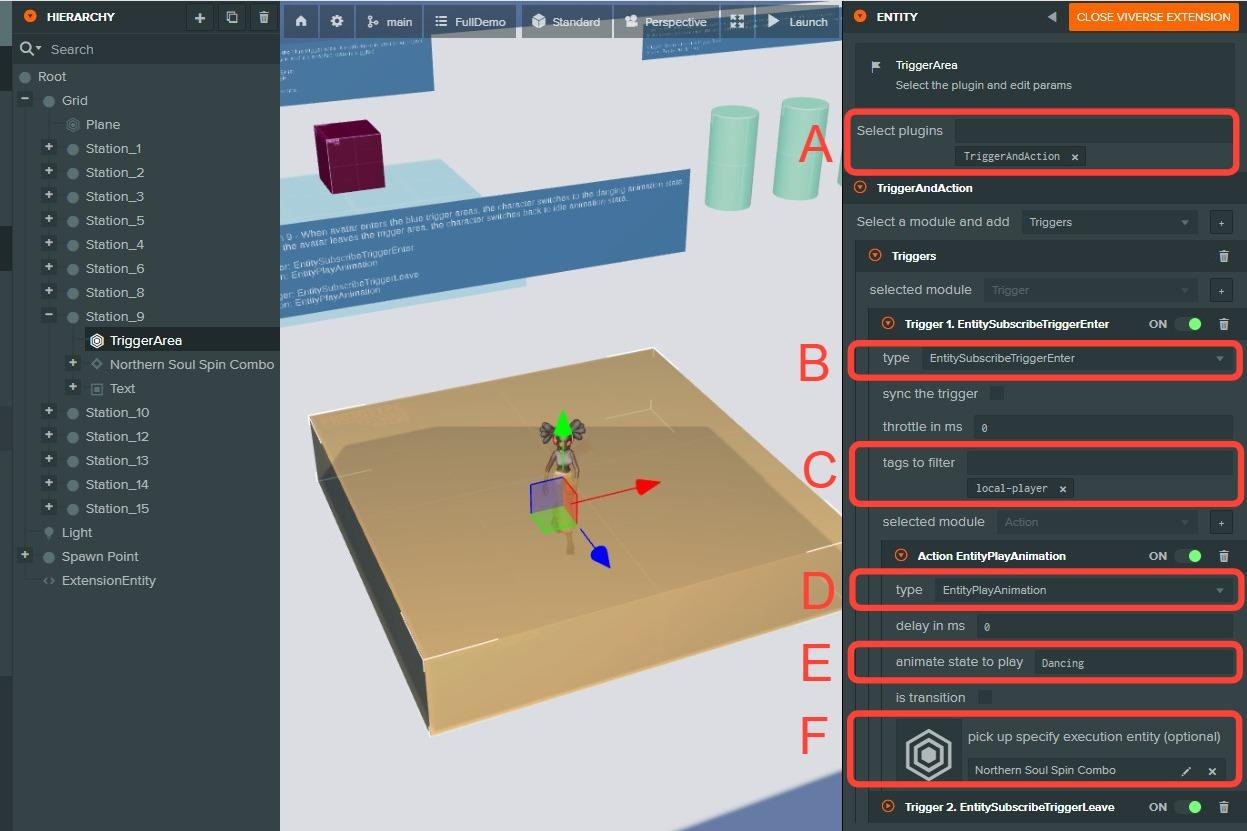 HIERARCHY
Search
Root
Grid
Plane
Station_1
Station_2
Station_3
Station_5
Station_4
Station_6
Station_8
Station_9
TriggerArea
Northern Soul Spin Combo
Text
Station_10
Station_12
Station_13
Station_14
Station_15
Light
Spawn Point
ExtensionEntity
main
FullDemo
Standard
Perspective
Launch
9 - When avatar enters the blue trigger areas, the character switches to the danging animation state.
the avatar leaves the trigger area, the character switches back to idle animation state.
EntitySubscribeTriggerEnter
EntityPlayAnimation
EntitySubscribeTriggerLeave
EntityPlayAnimation
A
B
C
D
E
F
ENTITY
CLOSE VIVERSE EXTENSION
TriggerArea
Select the plugin and edit params
Select plugins
TriggerAndAction ×
TriggerAndAction
Select a module and add Triggers +
Triggers
selected module Trigger +
Trigger 1. EntitySubscribeTriggerEnter ON
type EntitySubscribeTriggerEnter
sync the trigger
throttle in ms 0
tags to filter
local-player ×
selected module Action +
Action EntityPlayAnimation ON
type EntityPlayAnimation
delay in ms 0
animate state to play Dancing
is transition
pick up specify execution entity (optional)
Northern Soul Spin Combo
Trigger 2. EntitySubscribeTriggerLeave ON